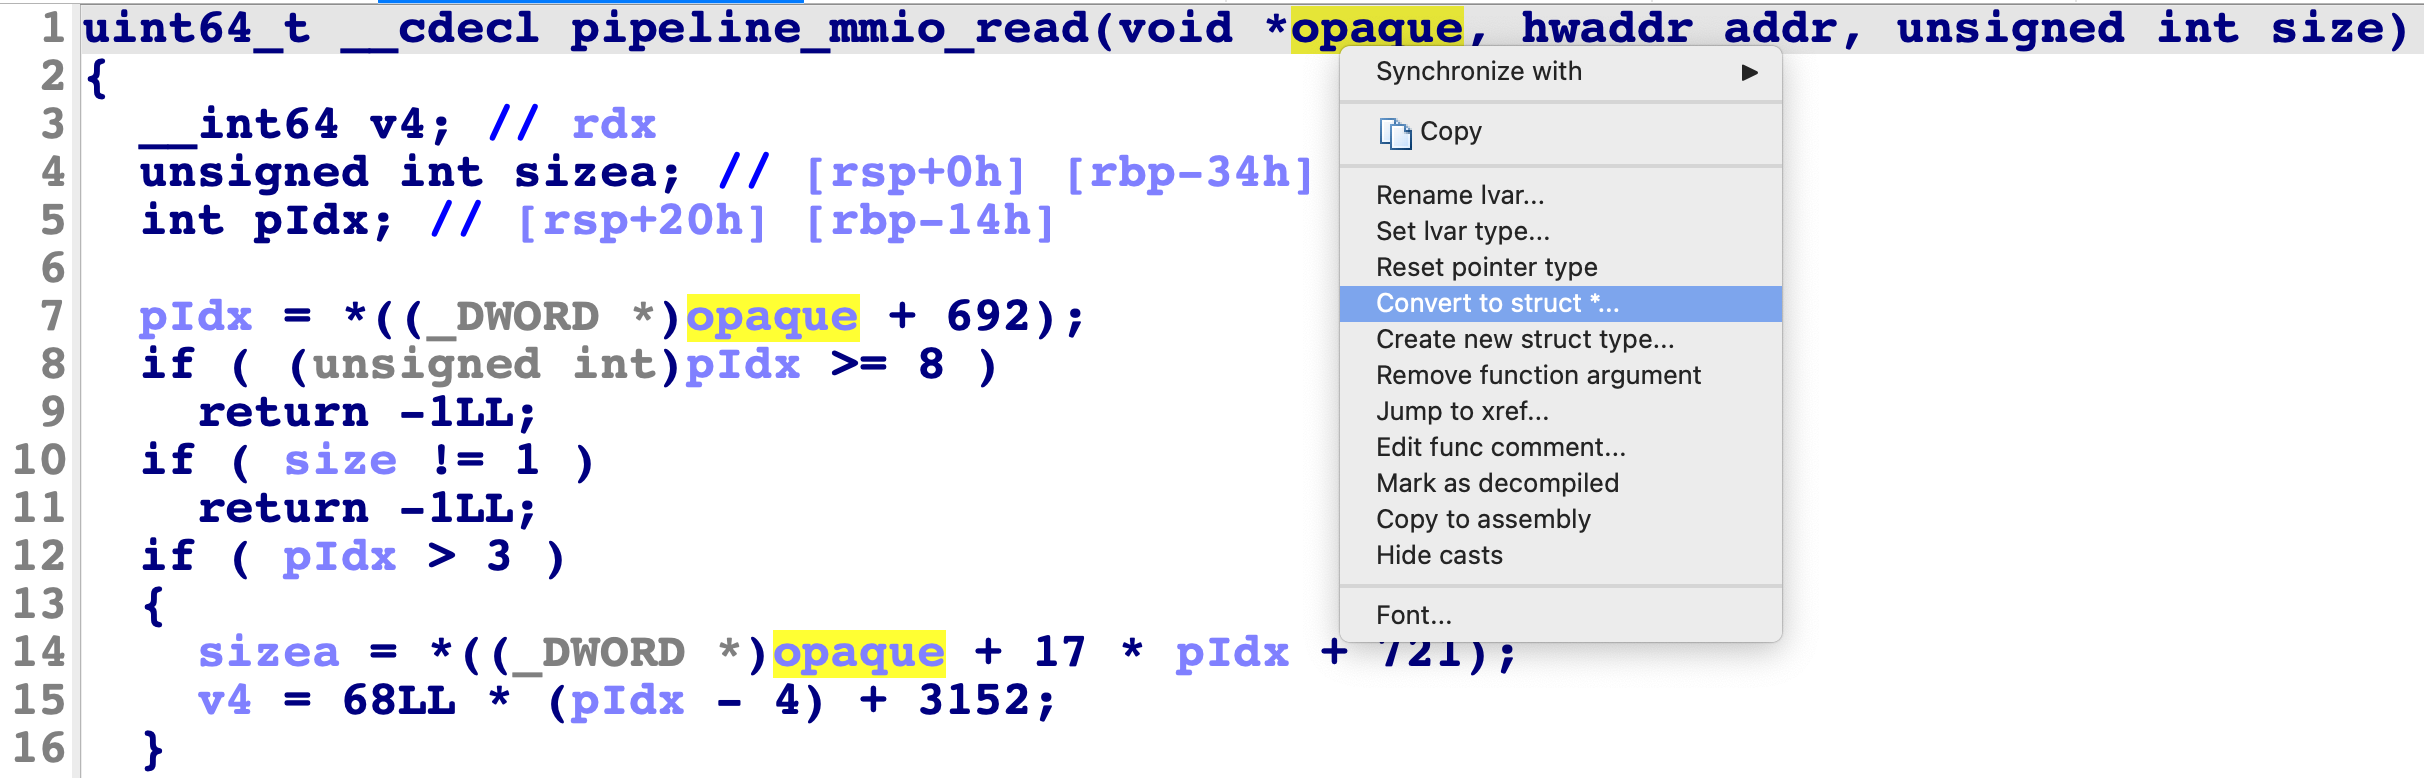 1 uint64_t __cdecl pipeline_mmio_read(void *opaque, hwaddr addr, unsigned int size)
2 {
3 __int64 v4; // rdx
4 unsigned int sizea; // [rsp+0h] [rbp-34h]
5 int pIdx; // [rsp+20h] [rbp-14h]
6
7 pIdx = *((_DWORD *)opaque + 692);
8 if ( (unsigned int)pIdx >= 8 )
9 return -1LL;
10 if ( size != 1 )
11 return -1LL;
12 if ( pIdx > 3 )
13 {
14 sizea = *((_DWORD *)opaque + 17 * pIdx + 721);
15 v4 = 68LL * (pIdx - 4) + 3152;
16 }
Synchronize with ▶
Copy
Rename lvar...
Set lvar type...
Reset pointer type
Convert to struct *...
Create new struct type...
Remove function argument
Jump to xref...
Edit func comment...
Mark as decompiled
Copy to assembly
Hide casts
Font...